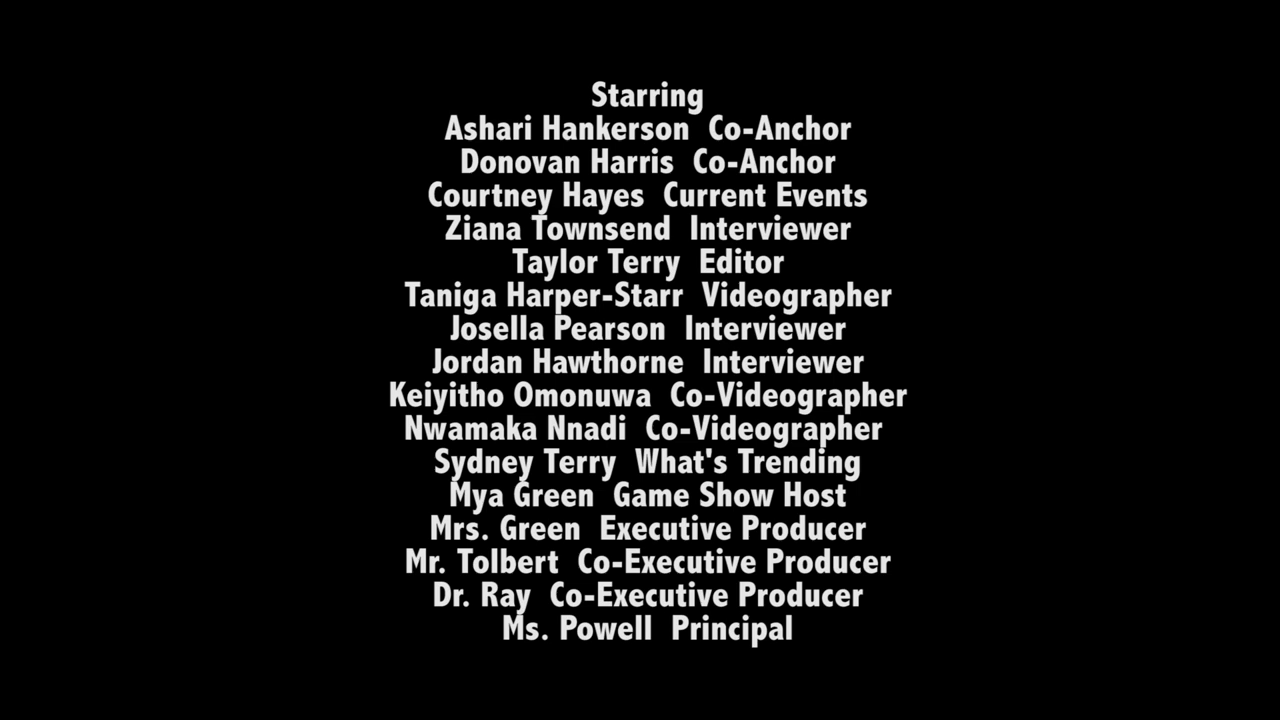 Starring
Ashari Hankerson  Co-Anchor
Donovan Harris  Co-Anchor
Courtney Hayes  Current Events
Ziana Townsend  Interviewer
Taylor Terry  Editor
Taniga Harper-Starr  Videographer
Josella Pearson  Interviewer
Jordan Hawthorne  Interviewer
Keiyitho Omonuwa  Co-Videographer
Nwamaka Nnadi  Co-Videographer
Sydney Terry  What's Trending
Mya Green  Game Show Host
Mrs. Green  Executive Producer
Mr. Tolbert  Co-Executive Producer
Dr. Ray  Co-Executive Producer
Ms. Powell  Principal